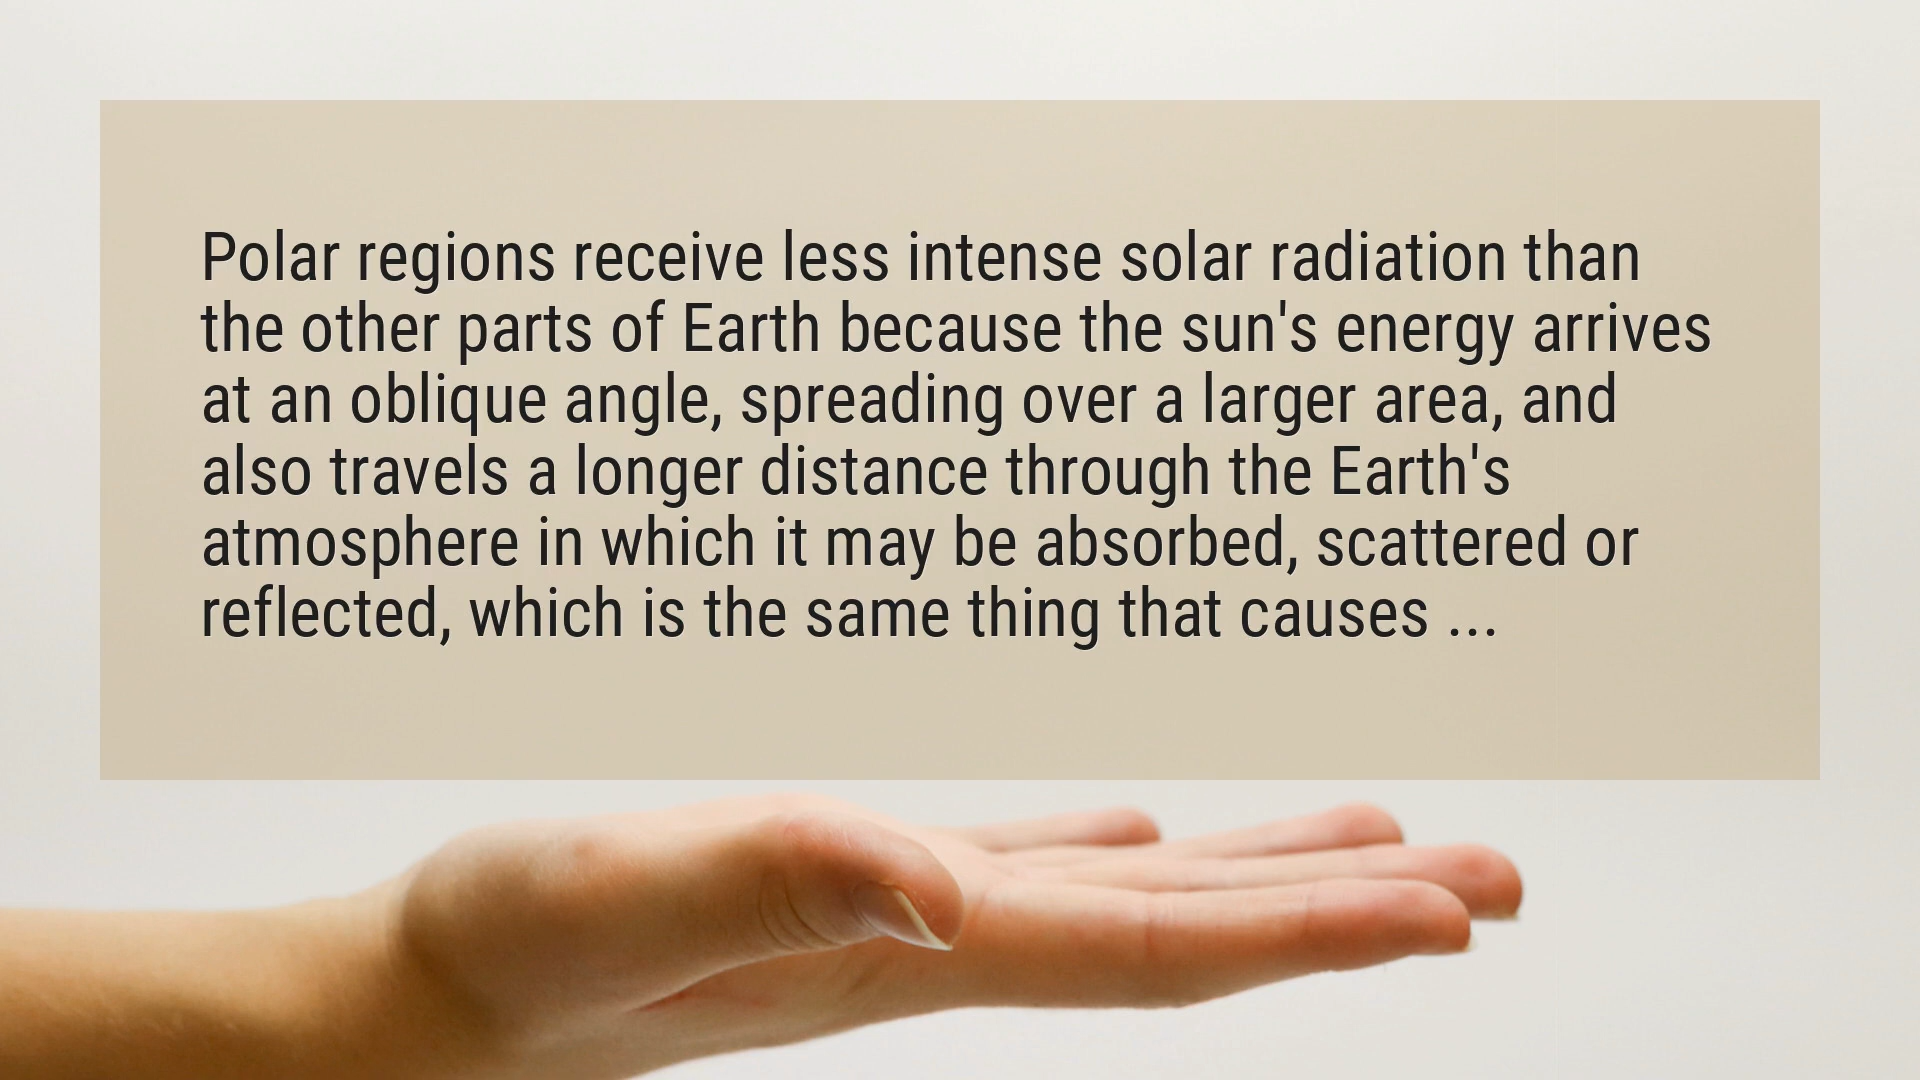 Polar regions receive less intense solar radiation than
the other parts of Earth because the sun's energy arrives
at an oblique angle, spreading over a larger area, and
also travels a longer distance through the Earth's
atmosphere in which it may be absorbed, scattered or
reflected, which is the same thing that causes ...